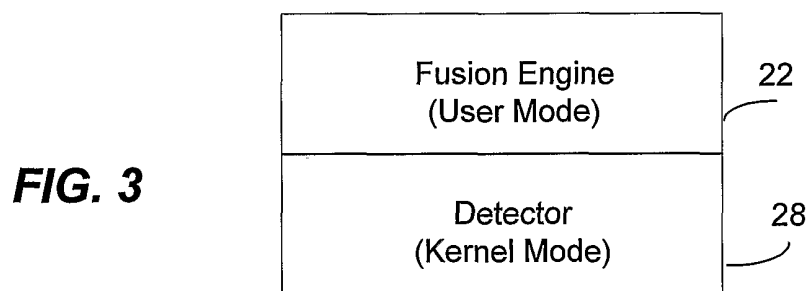 Fusion Engine
(User Mode)
22
FIG. 3
Detector
(Kernel Mode)
28